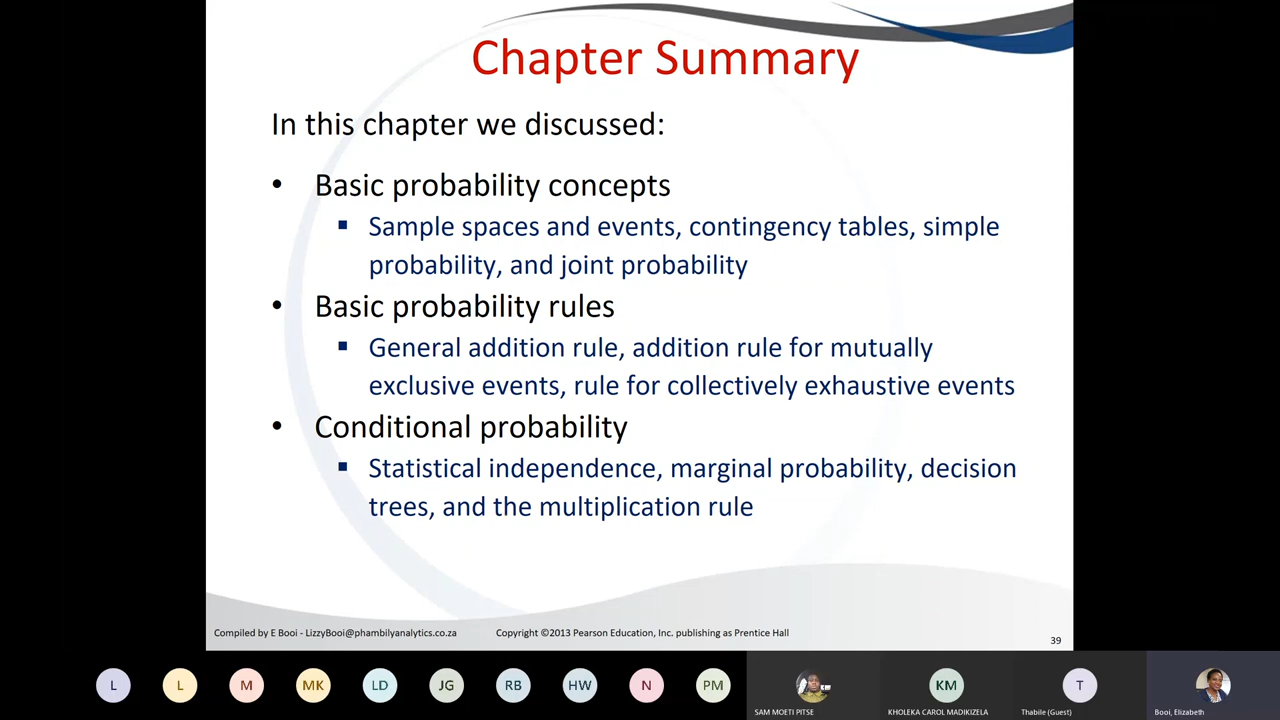 Chapter Summary
In this chapter we discussed:
• Basic probability concepts
▪ Sample spaces and events, contingency tables, simple
probability, and joint probability
• Basic probability rules
▪ General addition rule, addition rule for mutually
exclusive events, rule for collectively exhaustive events
• Conditional probability
▪ Statistical independence, marginal probability, decision
trees, and the multiplication rule
Compiled by E Booi - LizzyBooi@phambilyanalytics.co.za Copyright ©2013 Pearson Education, Inc. publishing as Prentice Hall
39
L L M MK LD JG RB HW N PM KM T
SAM MOETI PITSE KHOLEKA CAROL MADIKIZELA Thabile (Guest) Booi, Elizabeth